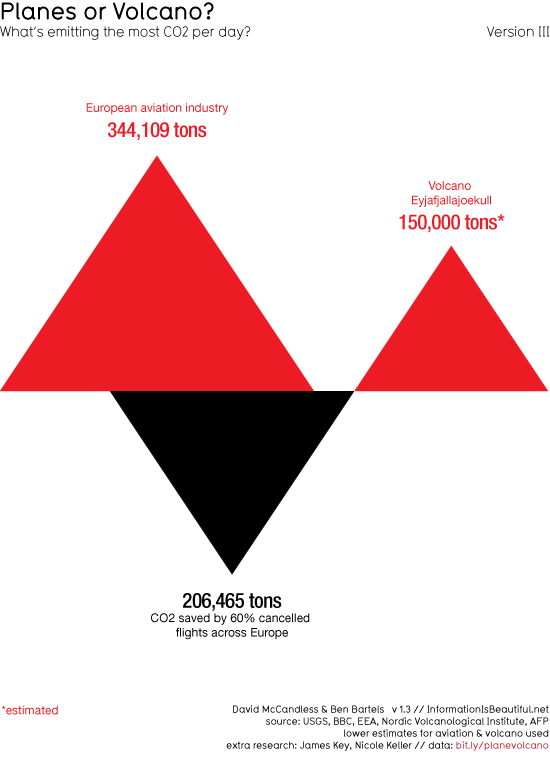 Planes or Volcano?
What's emitting the most CO2 per day?
Version III
European aviation industry
344,109 tons
Volcano
Eyjafjallajoekull
150,000 tons*
206,465 tons
CO2 saved by 60% cancelled
flights across Europe
*estimated
David McCandless & Ben Bartels v 1.3 // InformationIsBeautiful.net
source: USGS, BBC, EEA, Nordic Volcanological Institute, AFP
lower estimates for aviation & volcano used
extra research: James Key, Nicole Keller // data: bit.ly/planevolcano